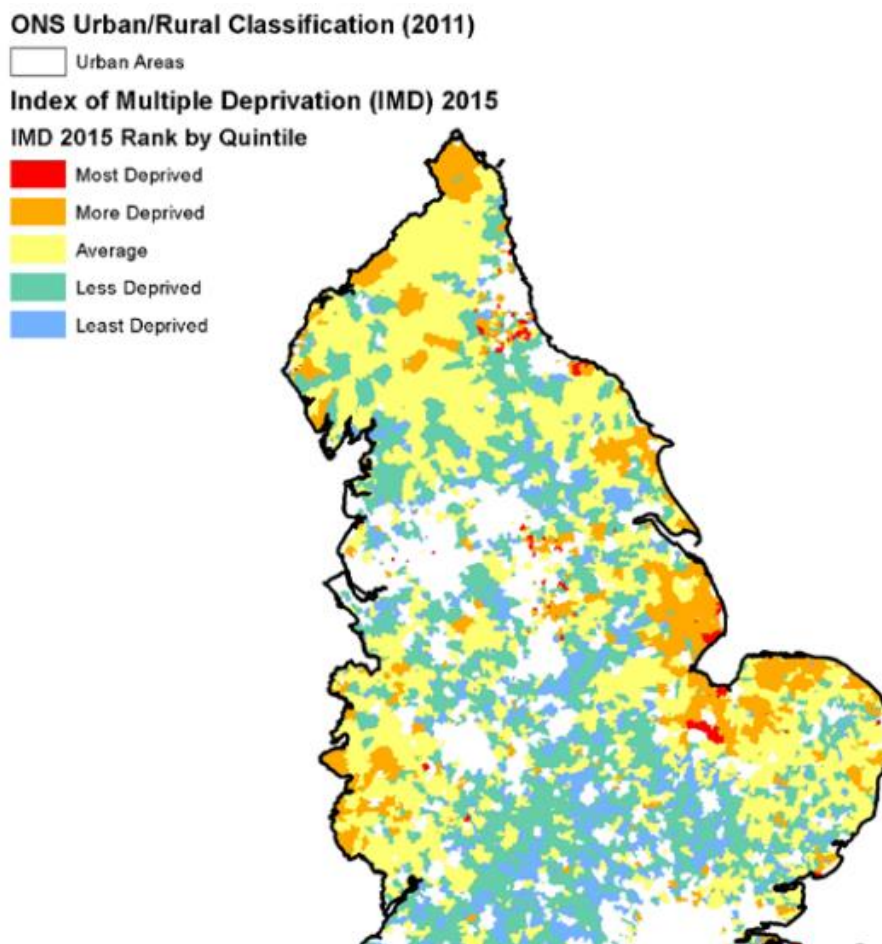 ONS Urban/Rural Classification (2011)
Urban Areas
Index of Multiple Deprivation (IMD) 2015
IMD 2015 Rank by Quintile
Most Deprived
More Deprived
Average
Less Deprived
Least Deprived